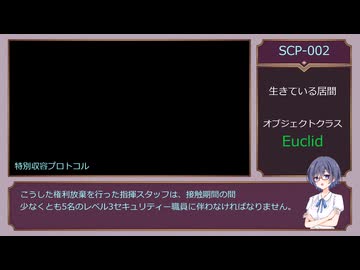 SCP-002
生きている居間
オブジェクトクラス
Euclid
特別収容プロトコル
こうした権利放棄を行った指揮スタッフは、接触期間の間
少なくとも5名のレベル3セキュリティー職員に伴わなければなりません。